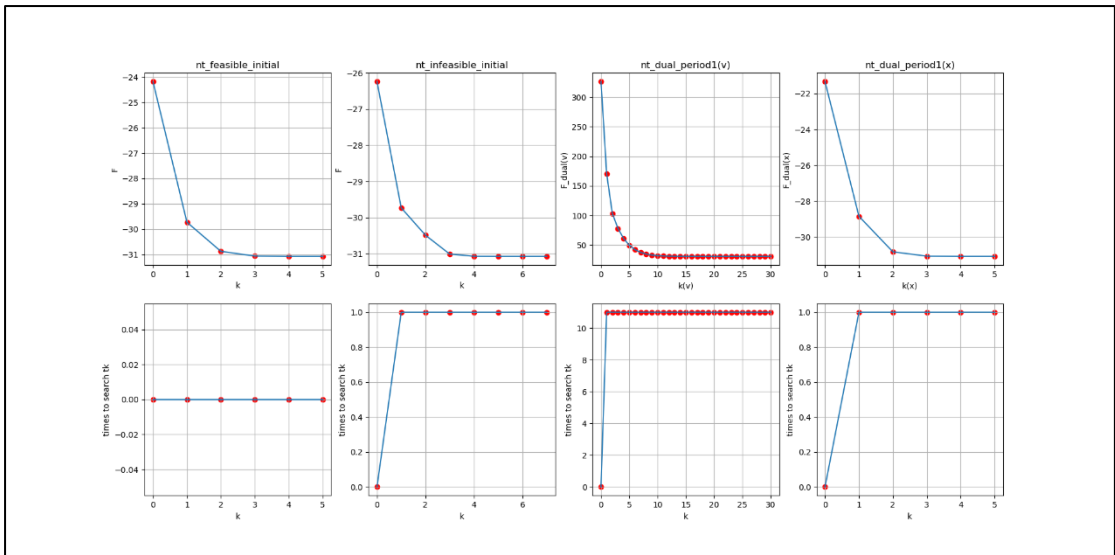 nt_feasible_initial
−24
−25
−26
−27
−28
−29
−30
−31
F
0 1 2 3 4 5
k
nt_infeasible_initial
−26
−27
−28
−29
−30
−31
F
0 2 4 6
k
nt_dual_period1(v)
300
250
200
150
100
50
F_dual(v)
0 5 10 15 20 25 30
k(v)
nt_dual_period1(x)
−22
−24
−26
−28
−30
F_dual(x)
0 1 2 3 4 5
k(x)
0.04
0.02
0.00
−0.02
−0.04
times to search tk
0 1 2 3 4 5
k
1.0
0.8
0.6
0.4
0.2
0.0
times to search tk
0 2 4 6
k
10
8
6
4
2
0
times to search tk
0 5 10 15 20 25 30
k
1.0
0.8
0.6
0.4
0.2
0.0
times to search tk
0 1 2 3 4 5
k